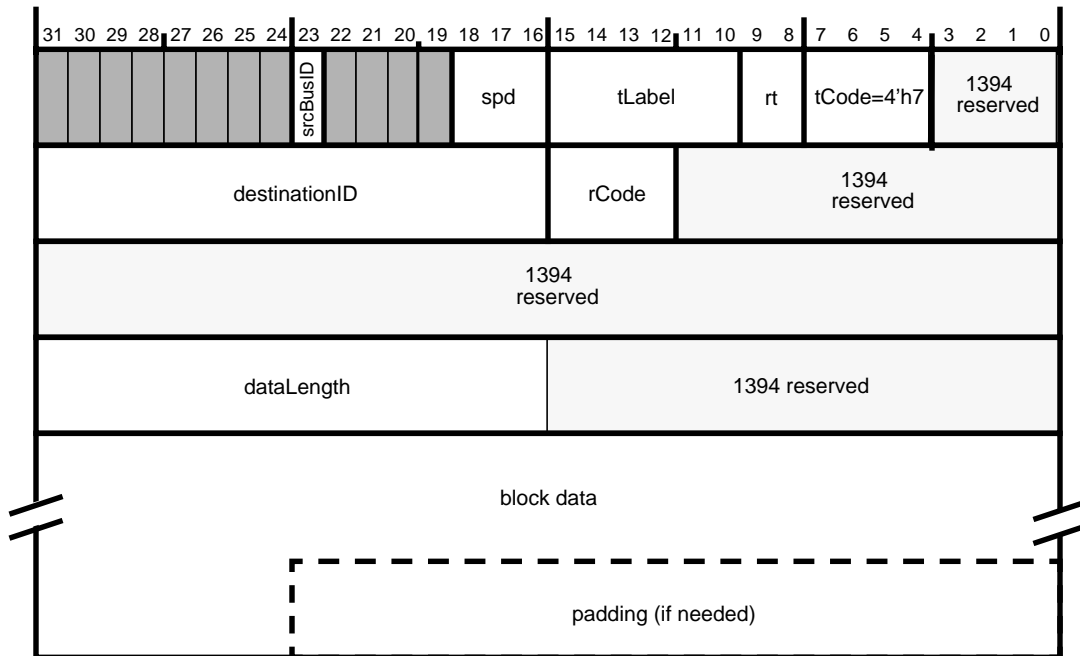 31 30 29 28 27 26 25 24 23 22 21 20 19 18 17 16 15 14 13 12 11 10 9 8 7 6 5 4 3 2 1 0
srcBusID spd tLabel rt tCode=4'h7 1394
reserved
destinationID rCode 1394
reserved
1394
reserved
dataLength 1394 reserved
block data
padding (if needed)